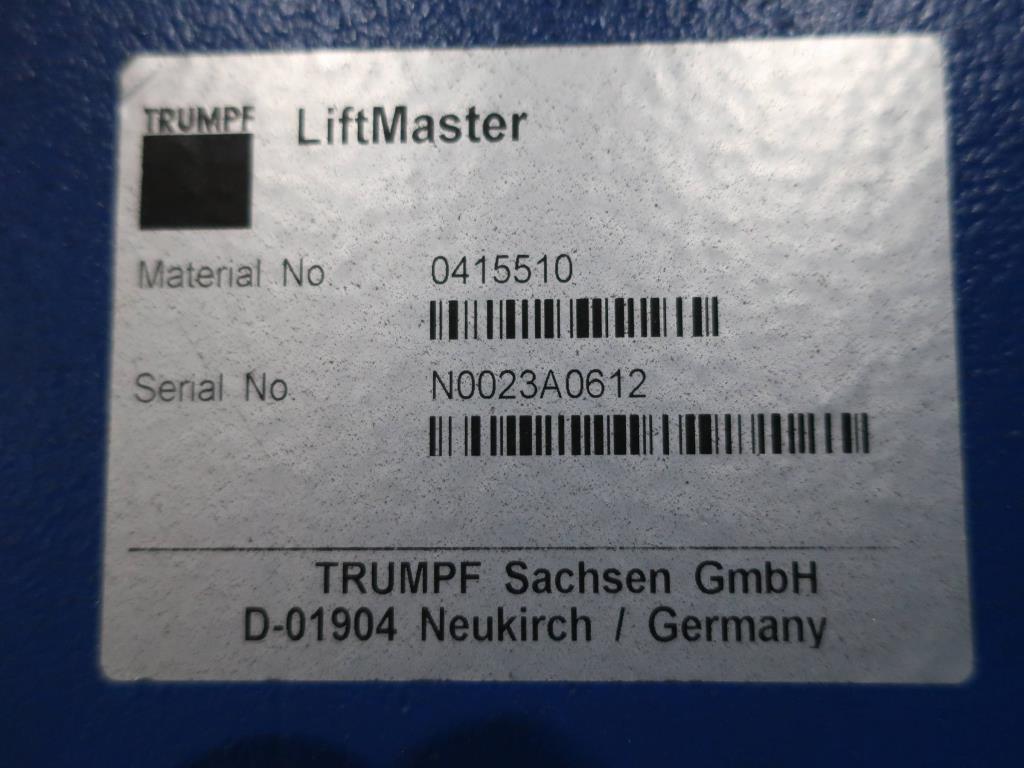 TRUMPF
LiftMaster
Material No 0415510
Serial No N0023A0612
TRUMPF Sachsen GmbH
D-01904 Neukirch / Germany